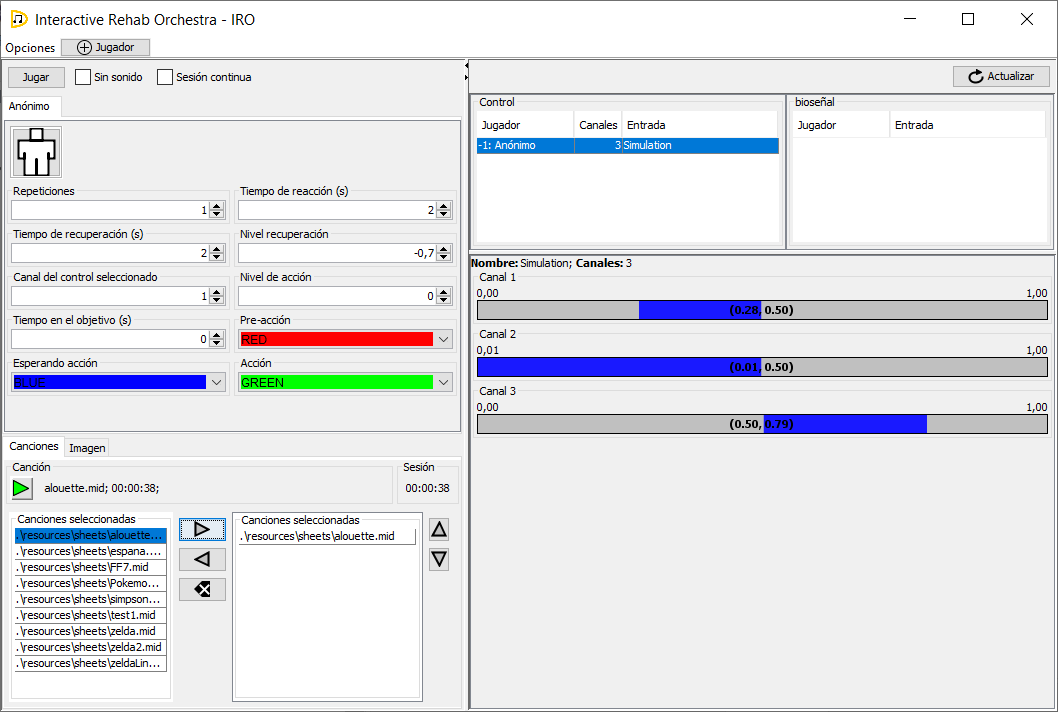 Interactive Rehab Orchestra - IRO
Opciones Jugador
Jugar Sin sonido Sesión continua
Anónimo
Repeticiones
1
Tiempo de reacción (s)
2
Tiempo de recuperación (s)
2
Nivel recuperación
-0,7
Canal del control seleccionado
1
Nivel de acción
0
Tiempo en el objetivo (s)
0
Pre-acción
RED
Esperando acción
BLUE
Acción
GREEN
Canciones Imagen
Canción
alouette.mid; 00:00:38;
Sesión
00:00:38
Canciones seleccionadas
.\resources\sheets\alouette...
.\resources\sheets\espana....
.\resources\sheets\FF7.mid
.\resources\sheets\Pokemo...
.\resources\sheets\simpson...
.\resources\sheets\test1.mid
.\resources\sheets\zelda.mid
.\resources\sheets\zelda2.mid
.\resources\sheets\zeldaLin...
Canciones seleccionadas
.\resources\sheets\alouette.mid
Actualizar
Control
Jugador Canales Entrada
-1: Anónimo 3 Simulation
bioseñal
Jugador Entrada
Nombre: Simulation; Canales: 3
Canal 1
0,00 1,00
(0.28, 0.50)
Canal 2
0,01 1,00
(0.01, 0.50)
Canal 3
0,00 1,00
(0.50, 0.79)